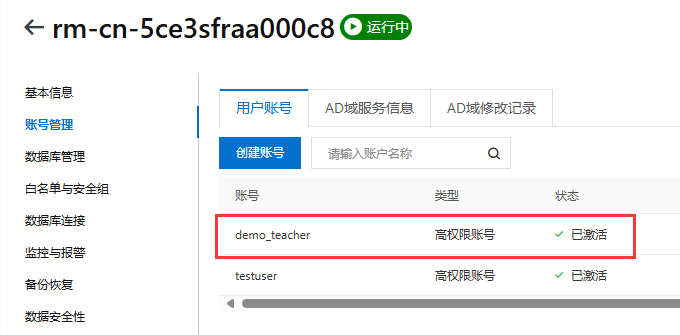 rm-cn-5ce3sfraa000c8 运行中
基本信息
账号管理
数据库管理
白名单与安全组
数据库连接
监控与报警
备份恢复
数据安全性
用户账号 AD域服务信息 AD域修改记录
创建账号 请输入账户名称
账号 类型 状态
demo_teacher 高权限账号 已激活
testuser 高权限账号 已激活